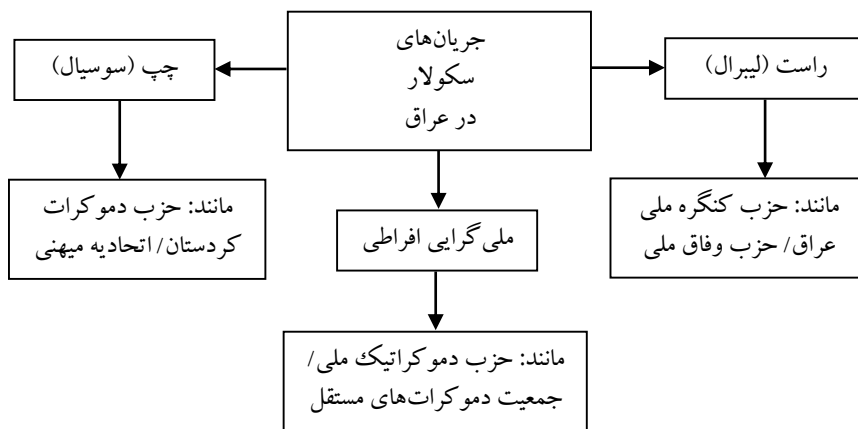 جریان‌های
سکولار
در عراق
راست (لیبرال)
چپ (سوسیال)
مانند: حزب کنگره ملی
عراق/ حزب وفاق ملی
ملی‌گرایی افراطی
مانند: حزب دموکرات
کردستان/ اتحادیه میهنی
مانند: حزب دموکراتیک ملی/
جمعیت دموکرات‌های مستقل